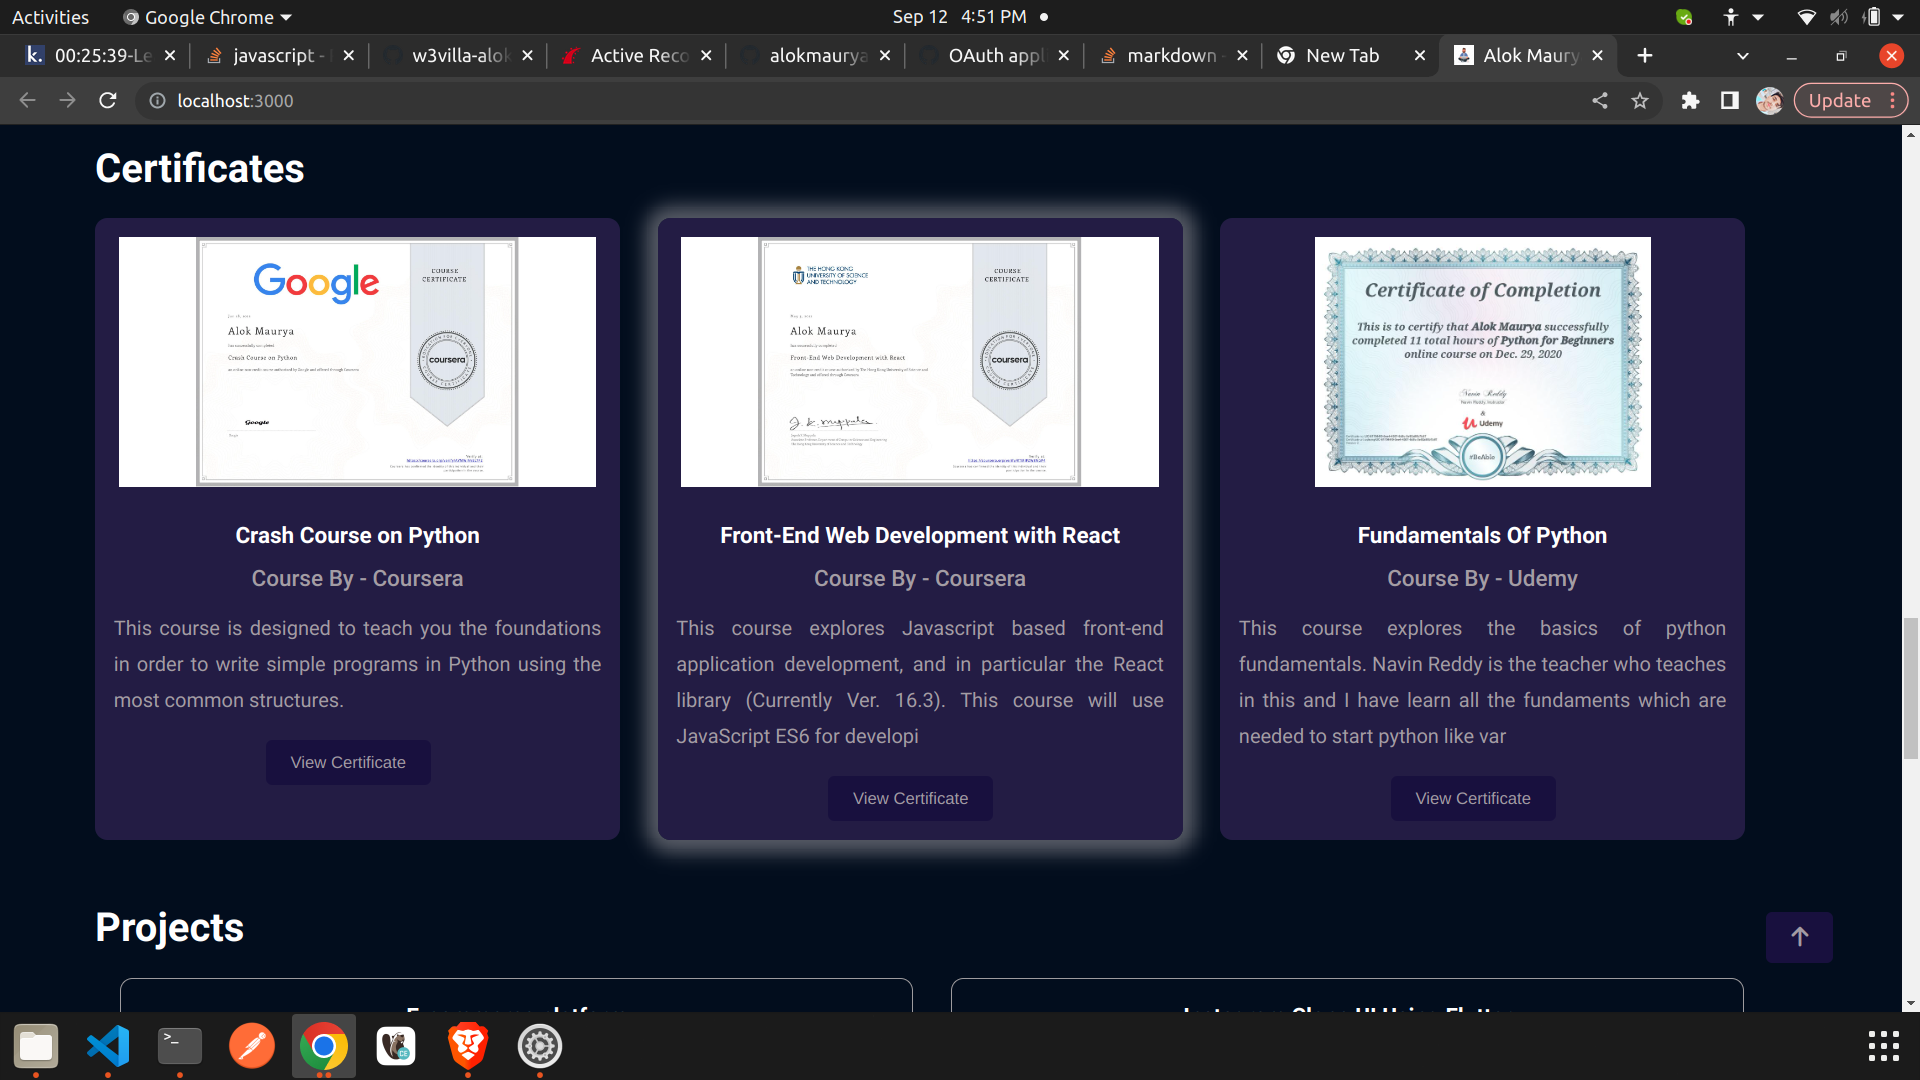 Activities
Google Chrome
Sep 12 4:51 PM
00:25:39-Le
javascript -
w3villa-alok
Active Reco
alokmaurya
OAuth appl
markdown -
New Tab
Alok Maury
localhost:3000
Update
Certificates
Google
COURSE
CERTIFICATE
Alok Maurya
has successfully completed
Crash Course on Python
coursera
Google
THE HONG KONG
UNIVERSITY OF SCIENCE
AND TECHNOLOGY
COURSE
CERTIFICATE
Alok Maurya
has successfully completed
Front-End Web Development with React
coursera
Certificate of Completion
This is to certify that Alok Maurya successfully
completed 11 total hours of Python for Beginners
online course on Dec. 29, 2020
Navin Reddy
&
Udemy
#BeAble
Crash Course on Python
Course By - Coursera
This course is designed to teach you the foundations
in order to write simple programs in Python using the
most common structures.
View Certificate
Front-End Web Development with React
Course By - Coursera
This course explores Javascript based front-end
application development, and in particular the React
library (Currently Ver. 16.3). This course will use
JavaScript ES6 for developi
View Certificate
Fundamentals Of Python
Course By - Udemy
This course explores the basics of python
fundamentals. Navin Reddy is the teacher who teaches
in this and I have learn all the fundaments which are
needed to start python like var
View Certificate
Projects